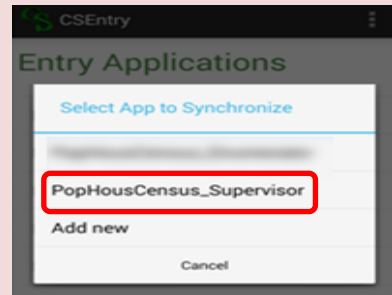 CSEntry
Entry Applications
Select App to Synchronize
PopHousCensus_Supervisor
Add new
Cancel